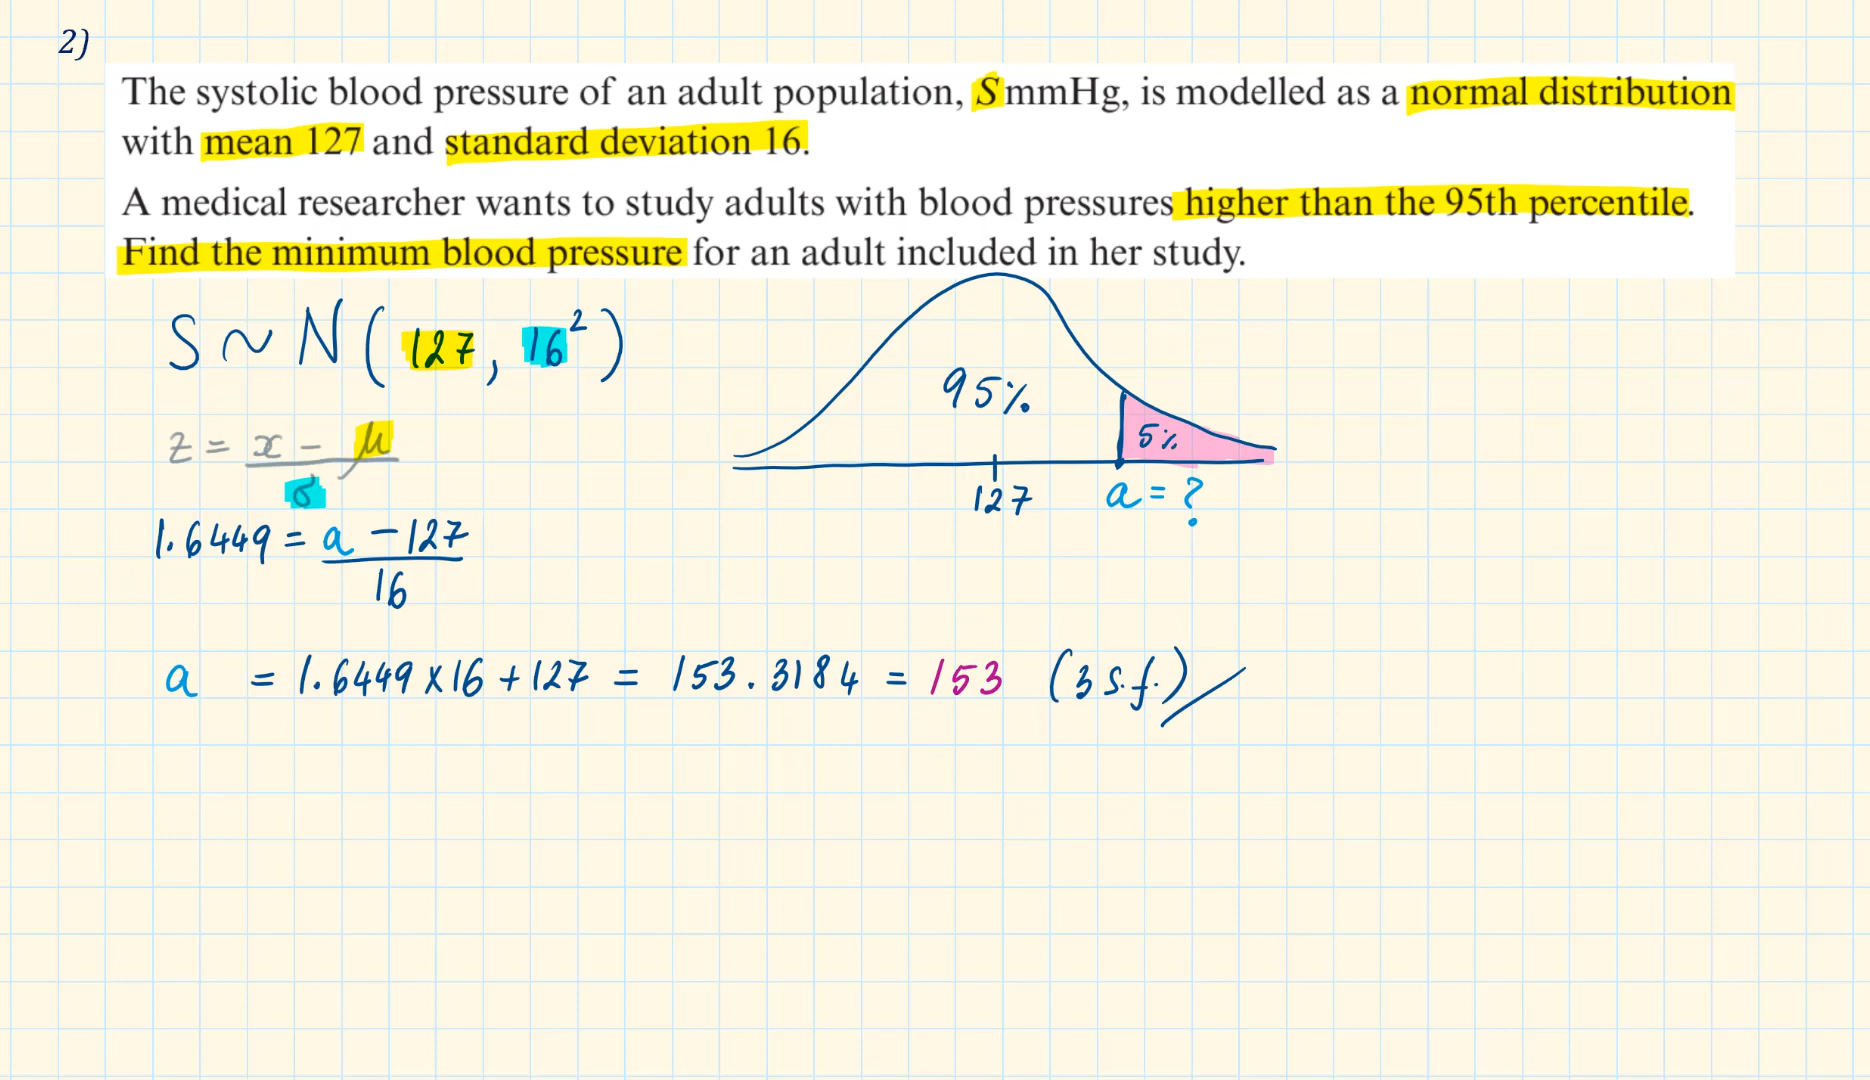 2)
The systolic blood pressure of an adult population, S mmHg, is modelled as a normal distribution
with mean 127 and standard deviation 16.
A medical researcher wants to study adults with blood pressures higher than the 95th percentile.
Find the minimum blood pressure for an adult included in her study.
S ~ N ( 127 , 16² )
95%
5%
127 a = ?
z = x - μ
σ
1.6449 = a - 127
16
a = 1.6449 x 16 + 127 = 153.3184 = 153 (3 s.f.)